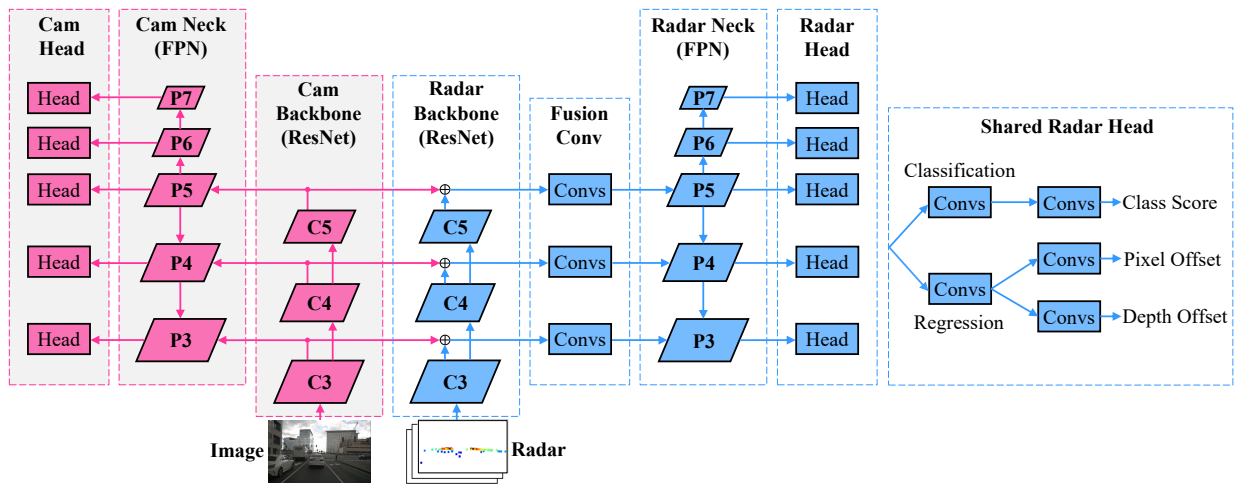 Cam
Head
Cam Neck
(FPN)
Cam
Backbone
(ResNet)
Radar
Backbone
(ResNet)
Fusion
Conv
Radar Neck
(FPN)
Radar
Head
Shared Radar Head
Head
P7
P7
Head
Head
P6
P6
Head
Head
P5
Convs
P5
Head
C5
C5
Head
P4
Convs
P4
Head
C4
C4
Head
P3
Convs
P3
Head
C3
C3
Image
Radar
Classification
Convs
Convs
Class Score
Convs
Pixel Offset
Convs
Regression
Convs
Depth Offset